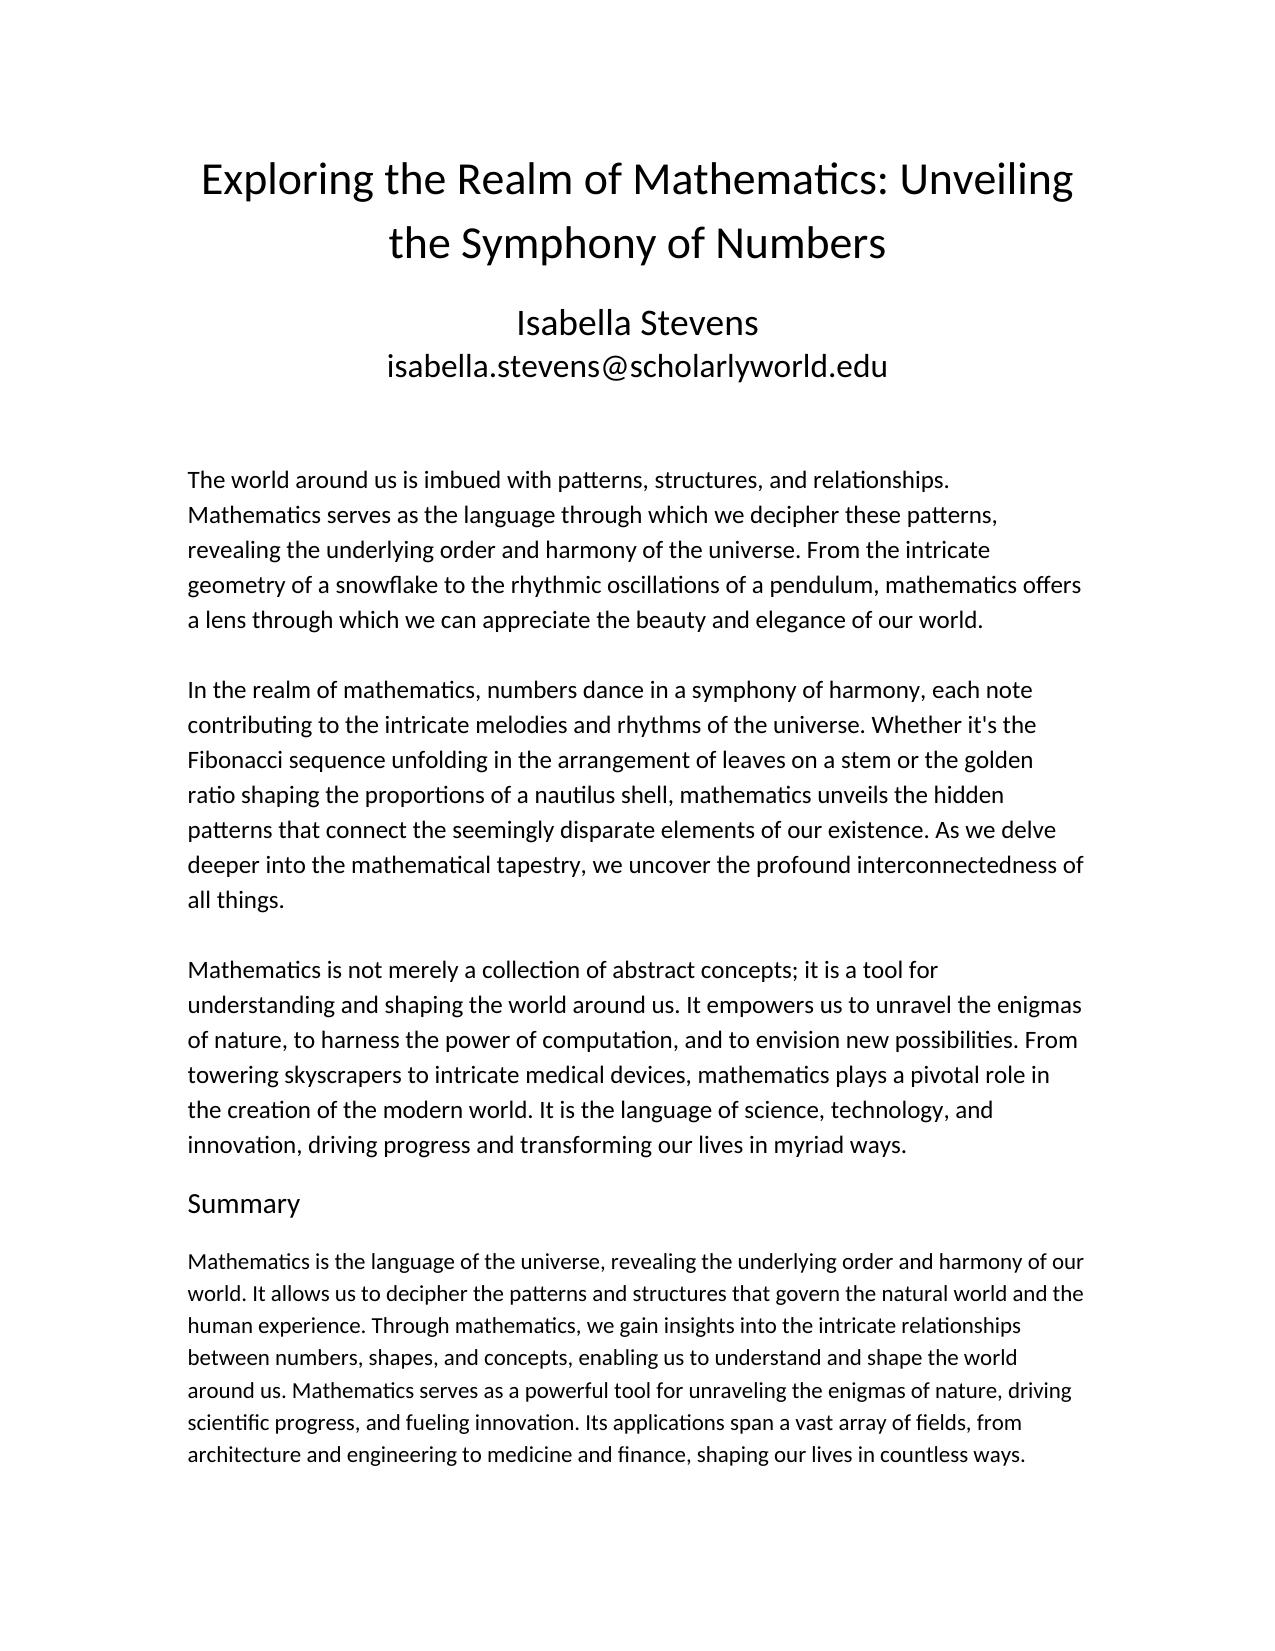 Exploring the Realm of Mathematics: Unveiling
the Symphony of Numbers
Isabella Stevens
isabella.stevens@scholarlyworld.edu
The world around us is imbued with patterns, structures, and relationships.
Mathematics serves as the language through which we decipher these patterns,
revealing the underlying order and harmony of the universe. From the intricate
geometry of a snowflake to the rhythmic oscillations of a pendulum, mathematics offers
a lens through which we can appreciate the beauty and elegance of our world.
In the realm of mathematics, numbers dance in a symphony of harmony, each note
contributing to the intricate melodies and rhythms of the universe. Whether it's the
Fibonacci sequence unfolding in the arrangement of leaves on a stem or the golden
ratio shaping the proportions of a nautilus shell, mathematics unveils the hidden
patterns that connect the seemingly disparate elements of our existence. As we delve
deeper into the mathematical tapestry, we uncover the profound interconnectedness of
all things.
Mathematics is not merely a collection of abstract concepts; it is a tool for
understanding and shaping the world around us. It empowers us to unravel the enigmas
of nature, to harness the power of computation, and to envision new possibilities. From
towering skyscrapers to intricate medical devices, mathematics plays a pivotal role in
the creation of the modern world. It is the language of science, technology, and
innovation, driving progress and transforming our lives in myriad ways.
Summary
Mathematics is the language of the universe, revealing the underlying order and harmony of our
world. It allows us to decipher the patterns and structures that govern the natural world and the
human experience. Through mathematics, we gain insights into the intricate relationships
between numbers, shapes, and concepts, enabling us to understand and shape the world
around us. Mathematics serves as a powerful tool for unraveling the enigmas of nature, driving
scientific progress, and fueling innovation. Its applications span a vast array of fields, from
architecture and engineering to medicine and finance, shaping our lives in countless ways.